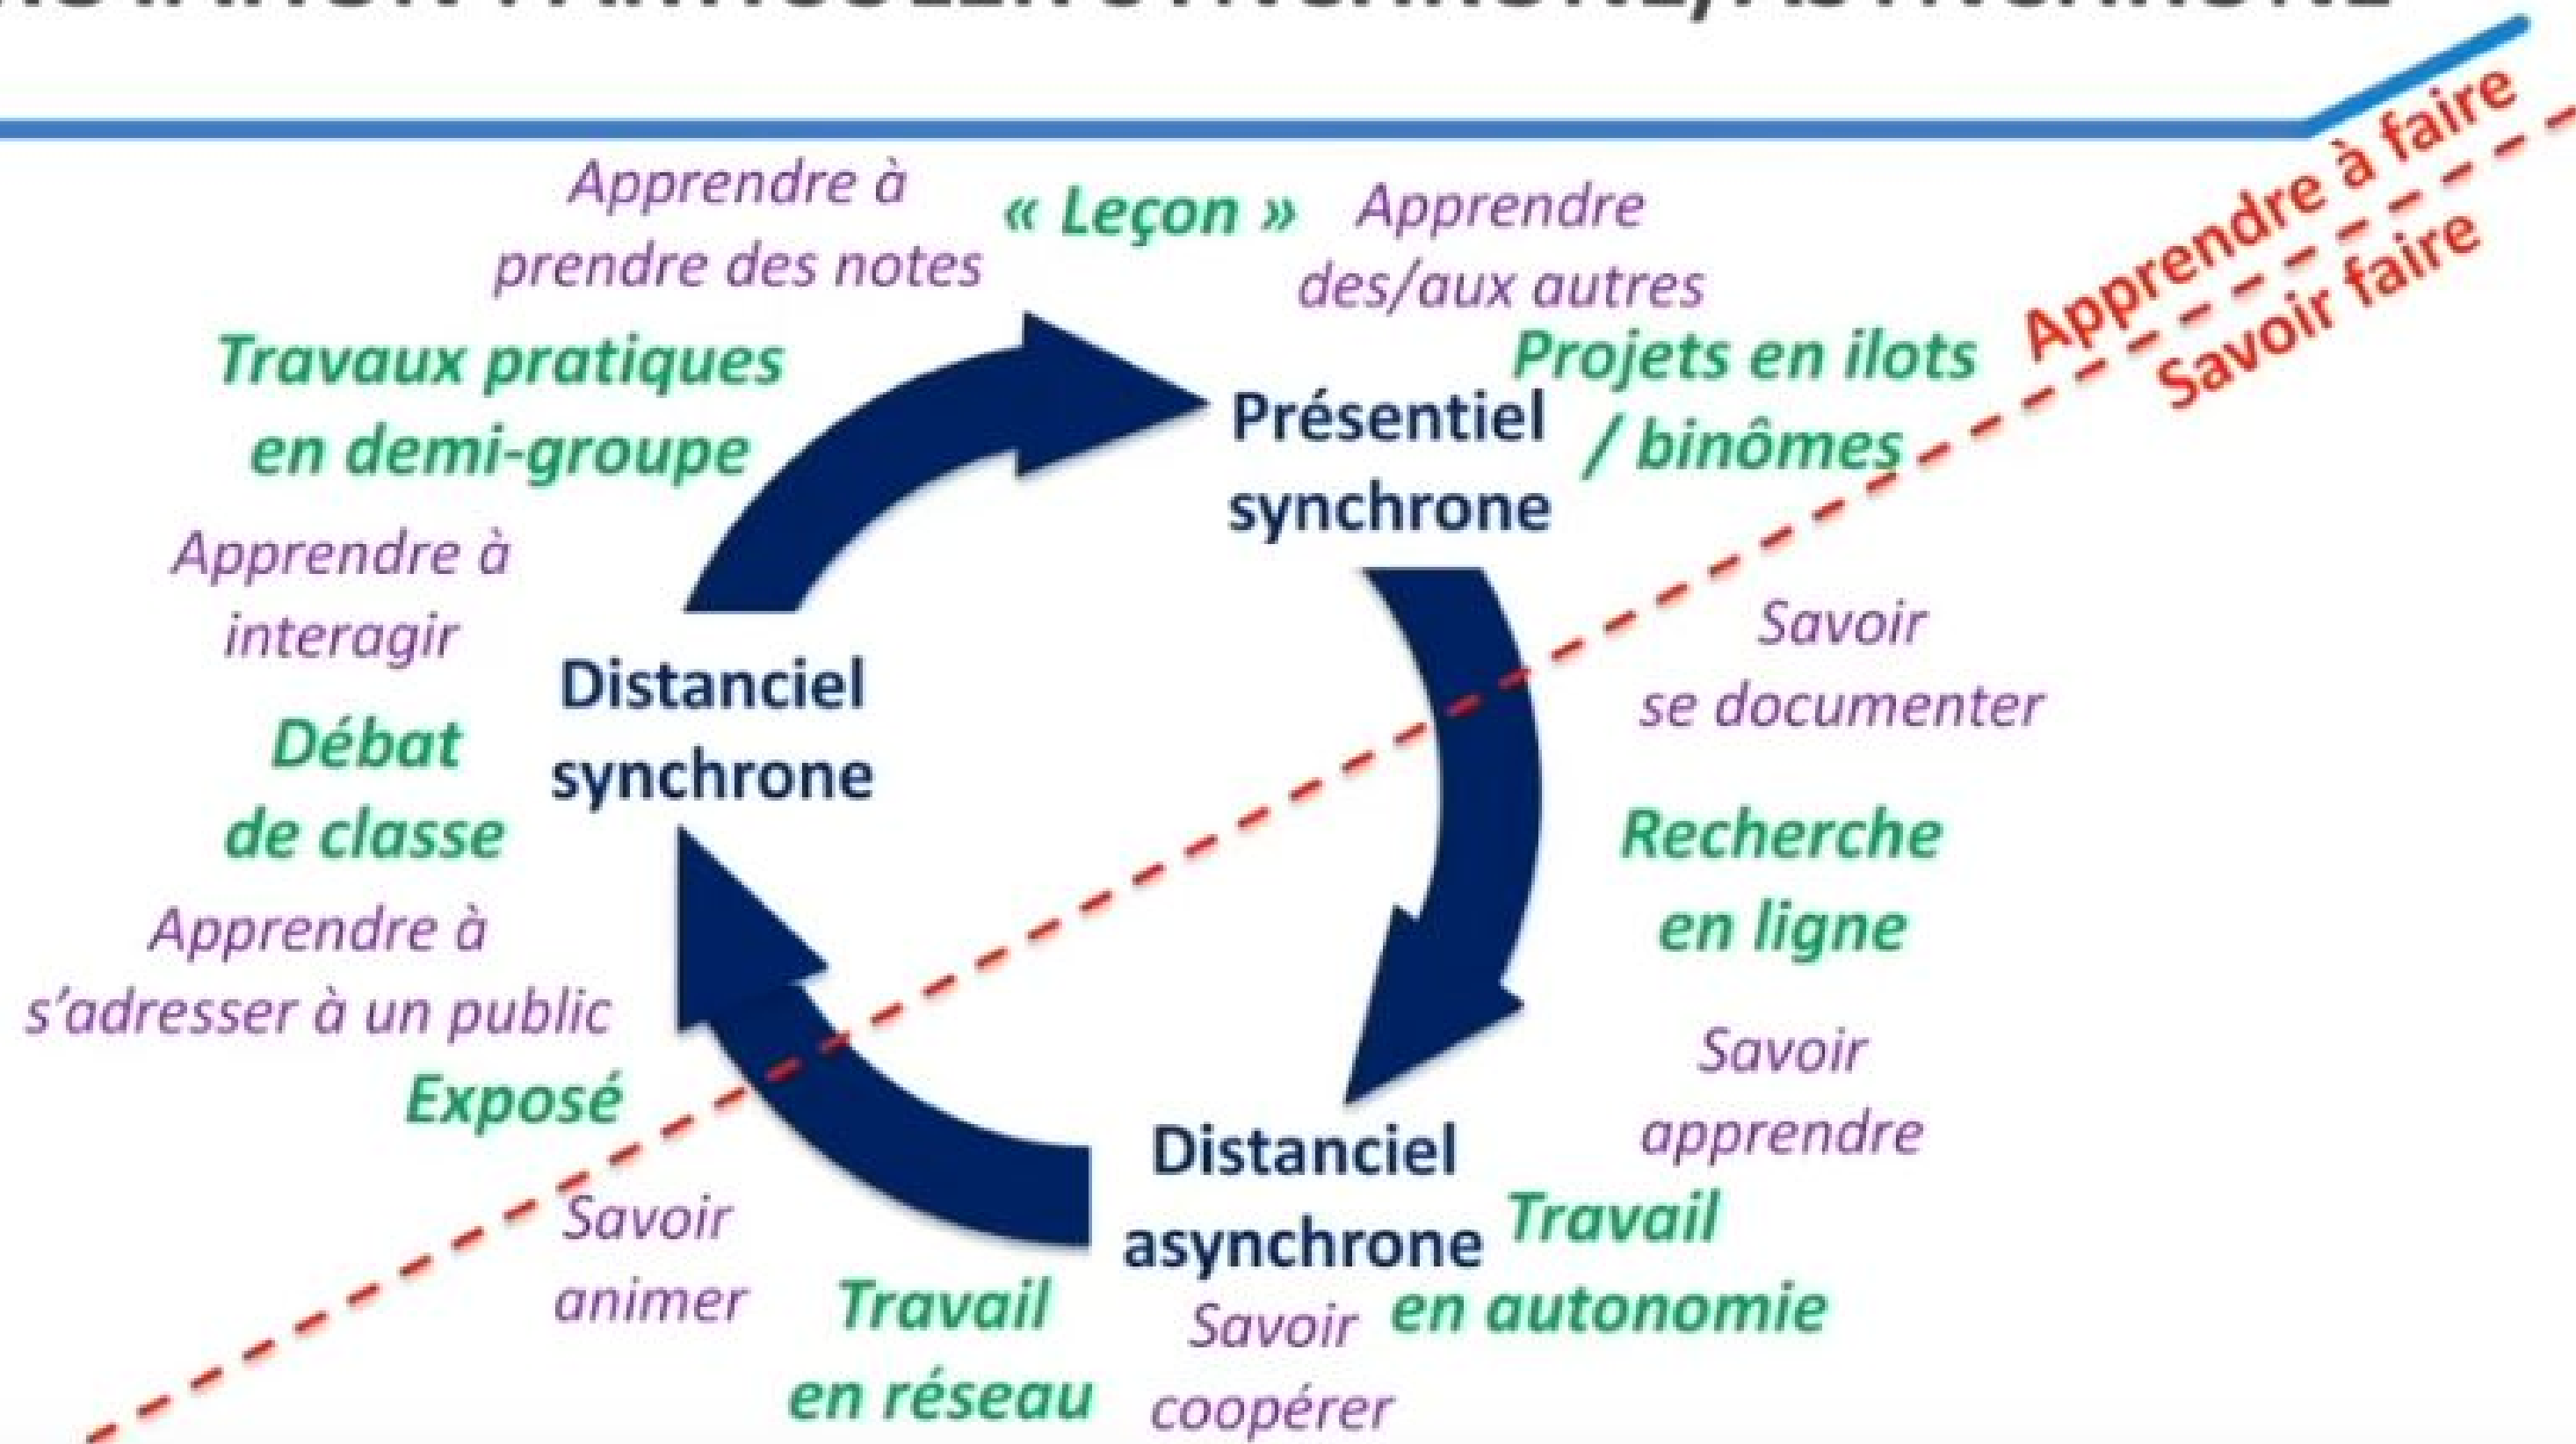 SYNCHRONE/ASYNCHRONE
Apprendre à faire
Savoir faire
Apprendre à
prendre des notes
« Leçon »
Apprendre
des/aux autres
Travaux pratiques
en demi-groupe
Présentiel
synchrone
Projets en ilots
/ binômes
Apprendre à
interagir
Distanciel
synchrone
Savoir
se documenter
Débat
de classe
Recherche
en ligne
Apprendre à
s'adresser à un public
Savoir
apprendre
Exposé
Distanciel
asynchrone
Travail
en autonomie
Savoir
animer
Travail
en réseau
Savoir
coopérer